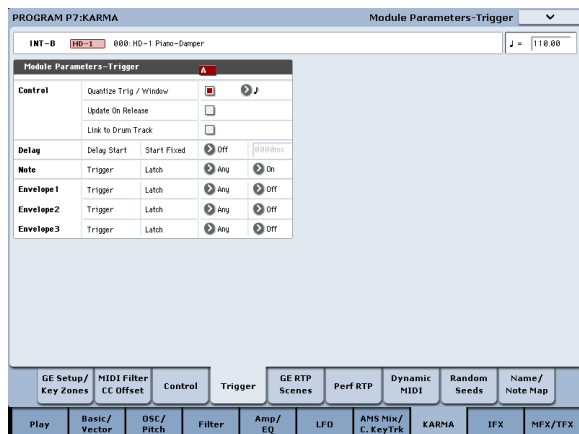 PROGRAM P7:KARMA Module Parameters-Trigger
INT-B HD-1 000: HD-1 Piano-Damper ♩ = 110.00
Module Parameters-Trigger A
Control Quantize Trig / Window ♪
Update On Release
Link to Drum Track
Delay Delay Start Start Fixed Off 0000ms
Note Trigger Latch Any On
Envelope1 Trigger Latch Any Off
Envelope2 Trigger Latch Any Off
Envelope3 Trigger Latch Any Off
GE Setup/ MIDI Filter GE RTP Dynamic Random Name/
Key Zones CC Offset Control Trigger Scenes Perf RTP MIDI Seeds Note Map
Basic/ OSC/ Amp/ AMS Mix/
Play Vector Pitch Filter EQ LFO C. KeyTrk KARMA IFX MFX/TFX